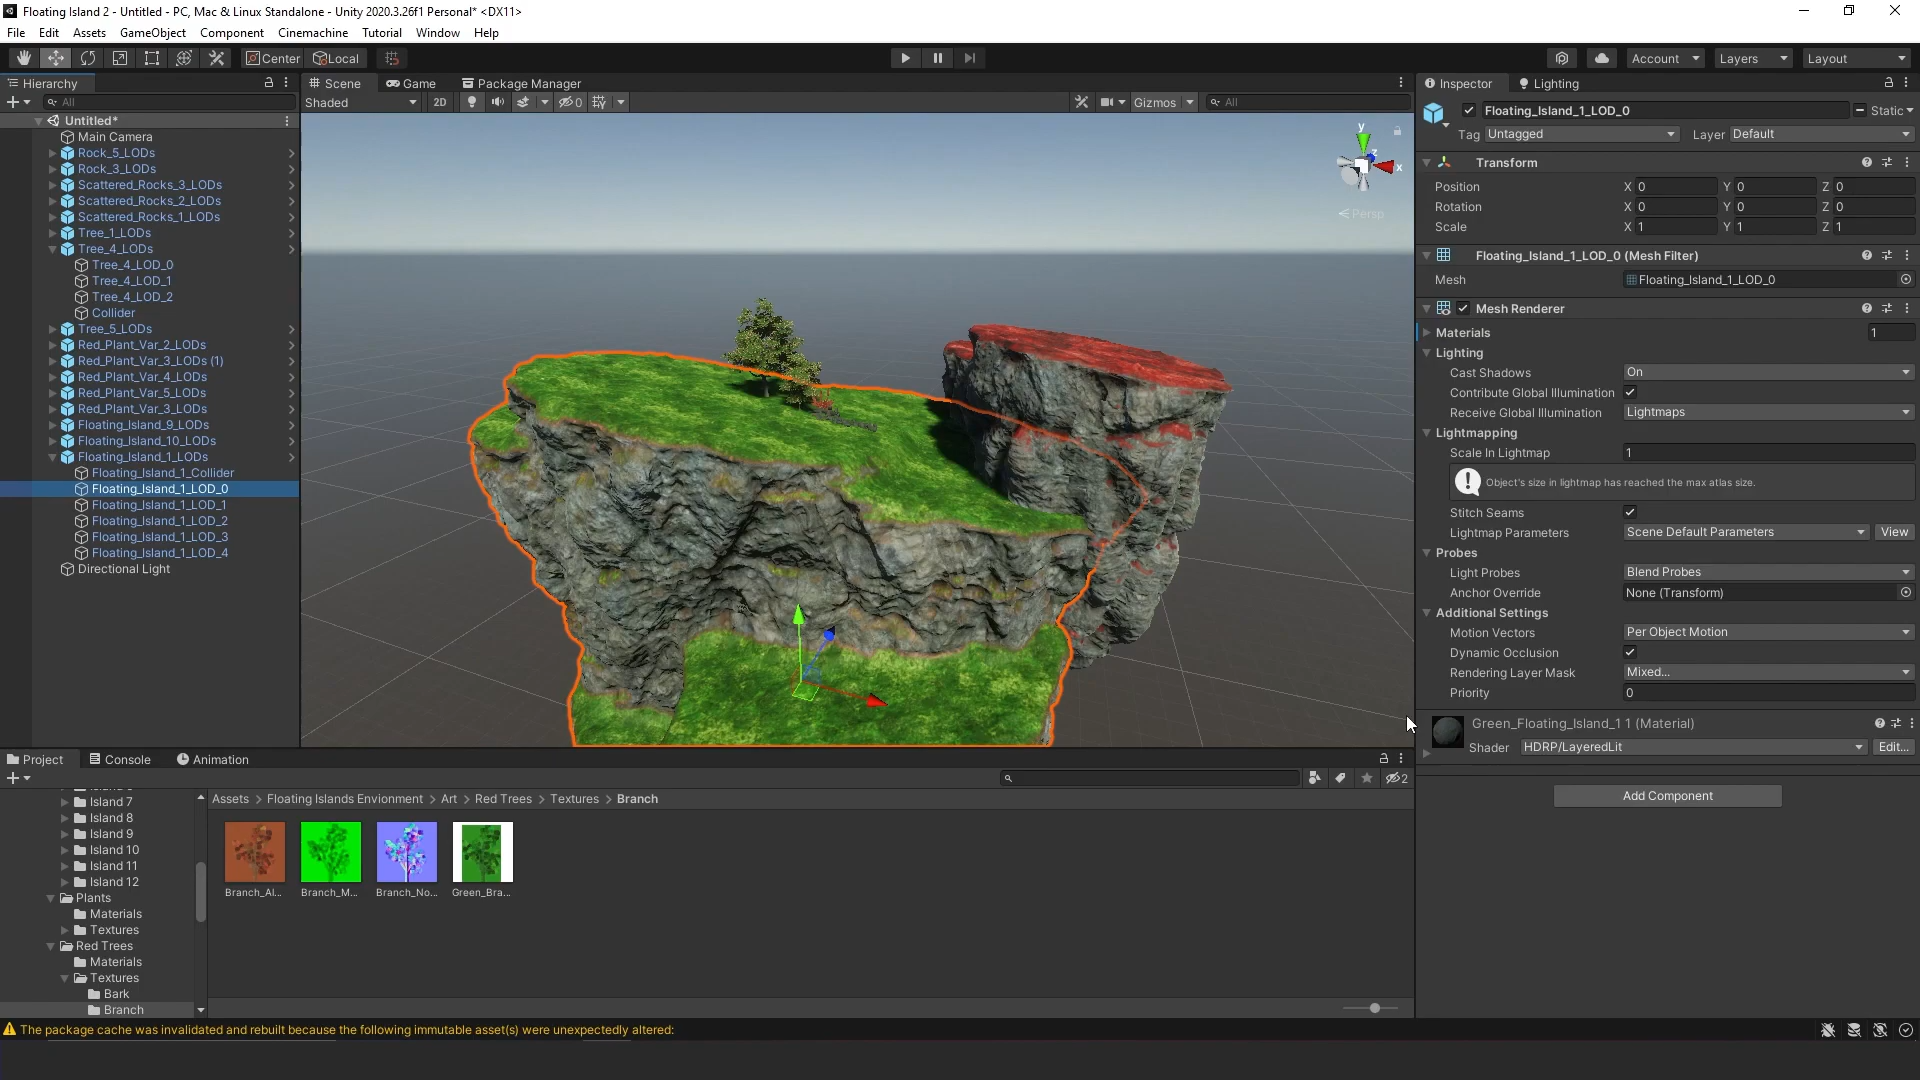 Floating Island 2 - Untitled - PC, Mac & Linux Standalone - Unity 2020.3.26f1 Personal* <DX11>
File Edit Assets GameObject Component Cinemachine Tutorial Window Help
Center Local Account Layers Layout
Hierarchy
All
Untitled*
Main Camera
Rock_5_LODs
Rock_3_LODs
Scattered_Rocks_3_LODs
Scattered_Rocks_2_LODs
Scattered_Rocks_1_LODs
Tree_1_LODs
Tree_4_LODs
Tree_4_LOD_0
Tree_4_LOD_1
Tree_4_LOD_2
Collider
Tree_5_LODs
Red_Plant_Var_2_LODs
Red_Plant_Var_3_LODs (1)
Red_Plant_Var_4_LODs
Red_Plant_Var_5_LODs
Red_Plant_Var_3_LODs
Floating_Island_9_LODs
Floating_Island_10_LODs
Floating_Island_1_LODs
Floating_Island_1_Collider
Floating_Island_1_LOD_0
Floating_Island_1_LOD_1
Floating_Island_1_LOD_2
Floating_Island_1_LOD_3
Floating_Island_1_LOD_4
Directional Light
Scene Game Package Manager
Shaded 2D 0 Gizmos All
y
z
x
Persp
Inspector Lighting
Floating_Island_1_LOD_0 Static
Tag Untagged Layer Default
Transform
Position X 0 Y 0 Z 0
Rotation X 0 Y 0 Z 0
Scale X 1 Y 1 Z 1
Floating_Island_1_LOD_0 (Mesh Filter)
Mesh Floating_Island_1_LOD_0
Mesh Renderer
Materials 1
Lighting
Cast Shadows On
Contribute Global Illumination
Receive Global Illumination Lightmaps
Lightmapping
Scale In Lightmap 1
Object's size in lightmap has reached the max atlas size.
Stitch Seams
Lightmap Parameters Scene Default Parameters View
Probes
Light Probes Blend Probes
Anchor Override None (Transform)
Additional Settings
Motion Vectors Per Object Motion
Dynamic Occlusion
Rendering Layer Mask Mixed...
Priority 0
Green_Floating_Island_1 1 (Material)
Shader HDRP/LayeredLit Edit...
Add Component
Project Console Animation
2
Island 7
Island 8
Island 9
Island 10
Island 11
Island 12
Plants
Materials
Textures
Red Trees
Materials
Textures
Bark
Branch
Assets > Floating Islands Envionment > Art > Red Trees > Textures > Branch
Branch_Al... Branch_M... Branch_No... Green_Bra...
The package cache was invalidated and rebuilt because the following immutable asset(s) were unexpectedly altered: